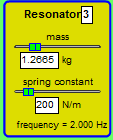 Resonator 3
mass
1.2665 kg
spring constant
200 N/m
frequency = 2.000 Hz